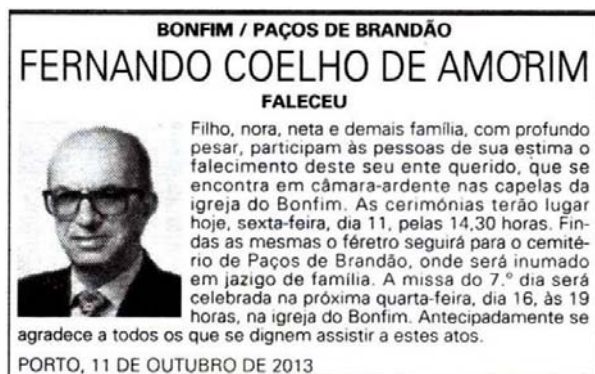 BONFIM / PAÇOS DE BRANDÃO
FERNANDO COELHO DE AMORIM
FALECEU
Filho, nora, neta e demais família, com profundo
pesar, participam às pessoas de sua estima o
falecimento deste seu ente querido, que se
encontra em câmara-ardente nas capelas da
igreja do Bonfim. As cerimónias terão lugar
hoje, sexta-feira, dia 11, pelas 14,30 horas. Fin-
das as mesmas o féretro seguirá para o cemité-
rio de Paços de Brandão, onde será inumado
em jazigo de família. A missa do 7.º dia será
celebrada na próxima quarta-feira, dia 16, às 19
horas, na igreja do Bonfim. Antecipadamente se
agradece a todos os que se dignem assistir a estes atos.
PORTO, 11 DE OUTUBRO DE 2013